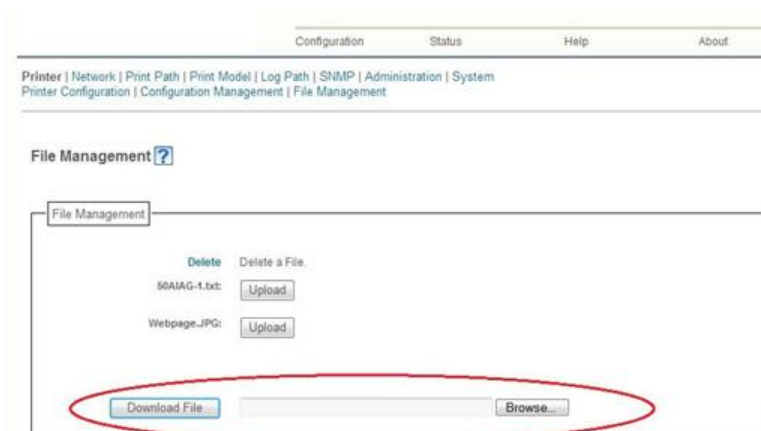 Configuration Status Help About
Printer | Network | Print Path | Print Model | Log Path | SNMP | Administration | System
Printer Configuration | Configuration Management | File Management
File Management ?
File Management
Delete Delete a File.
50AIAG-1.txt: Upload
Webpage.JPG: Upload
Download File Browse...